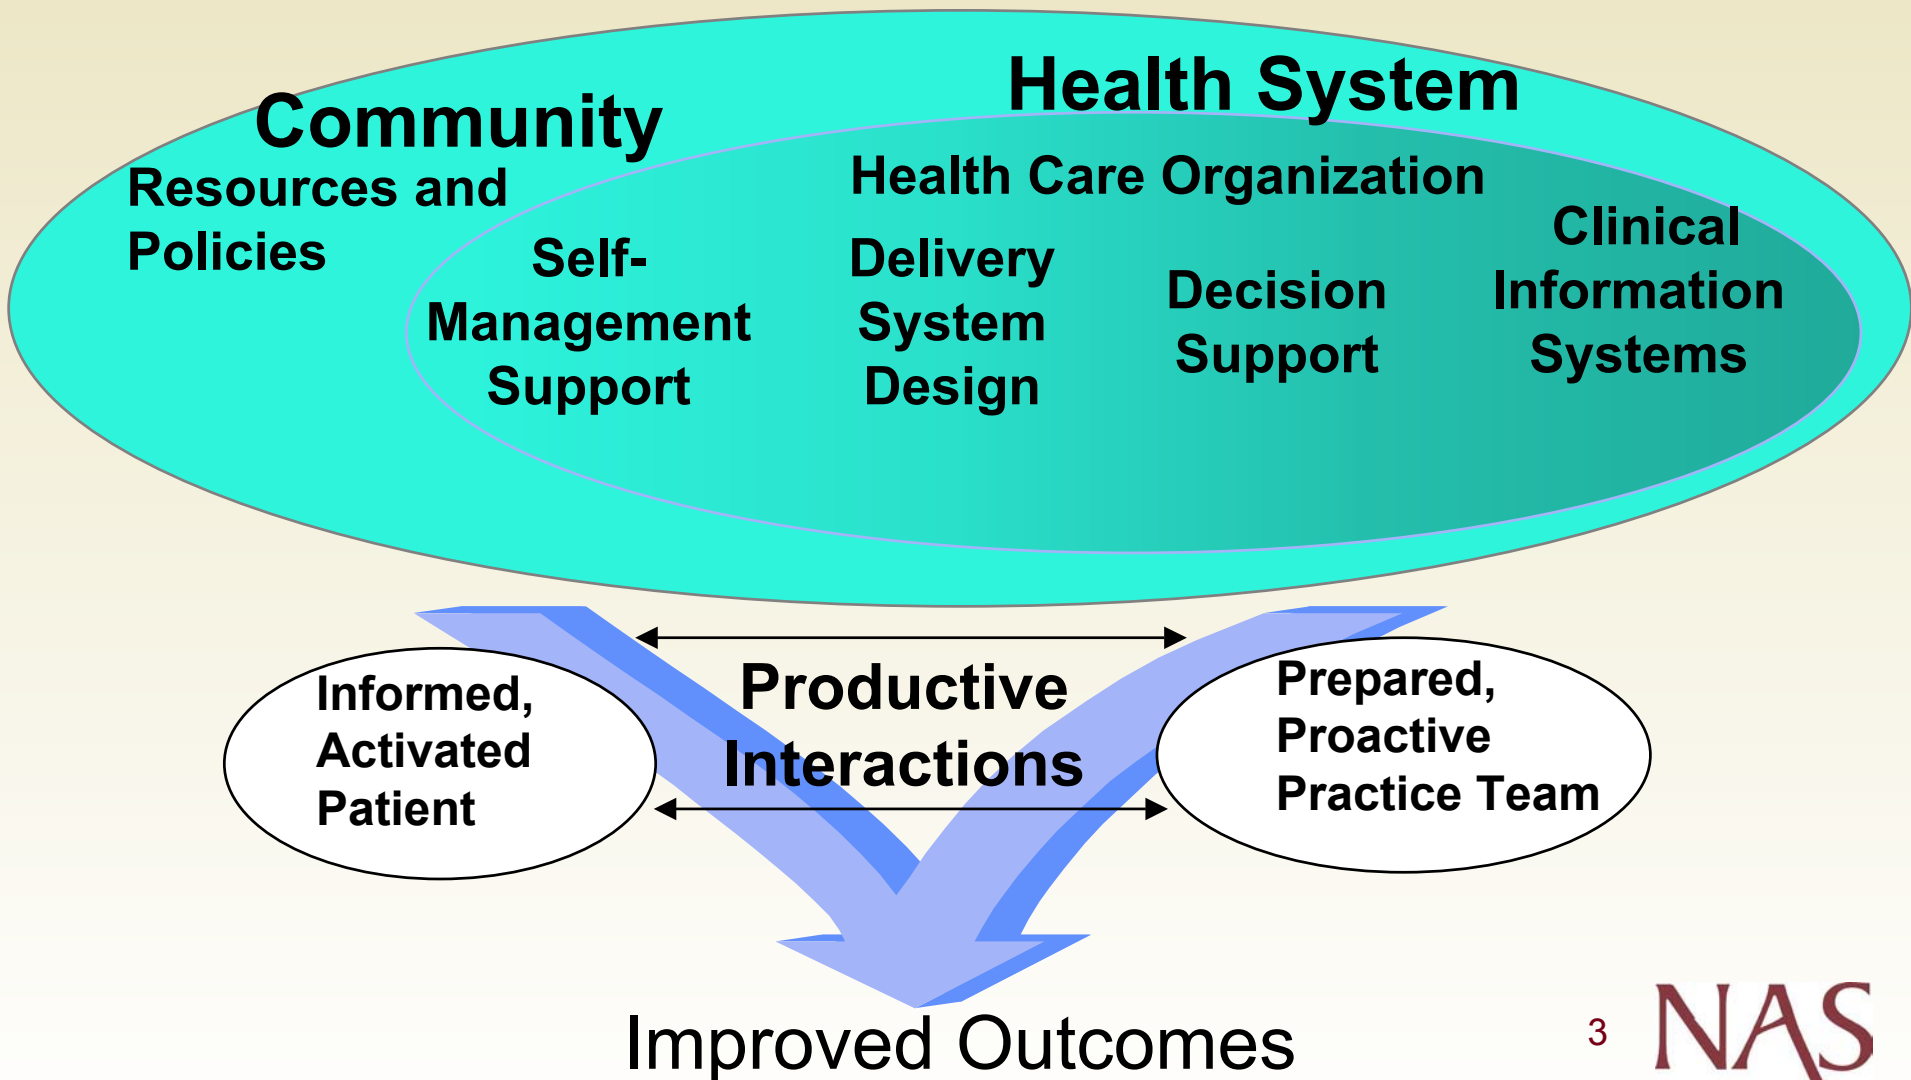 Community
Resources and
Policies
Health System
Health Care Organization
Self-
Management
Support
Delivery
System
Design
Decision
Support
Clinical
Information
Systems
Informed,
Activated
Patient
Productive
Interactions
Prepared,
Proactive
Practice Team
Improved Outcomes
3
NAS